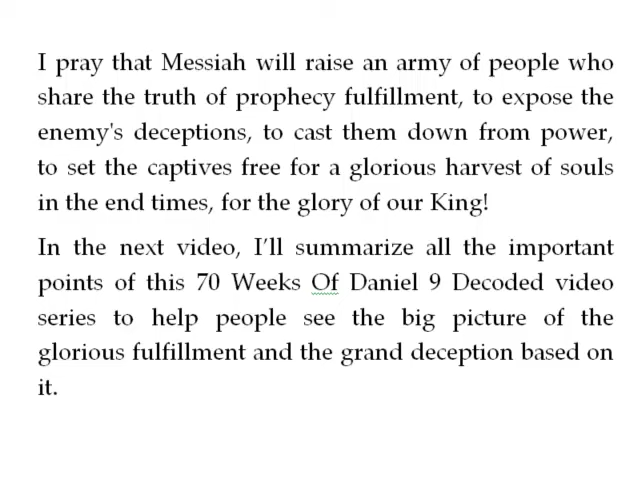 I pray that Messiah will raise an army of people who
share the truth of prophecy fulfillment, to expose the
enemy's deceptions, to cast them down from power,
to set the captives free for a glorious harvest of souls
in the end times, for the glory of our King!
In the next video, I’ll summarize all the important
points of this 70 Weeks Of Daniel 9 Decoded video
series to help people see the big picture of the
glorious fulfillment and the grand deception based on
it.